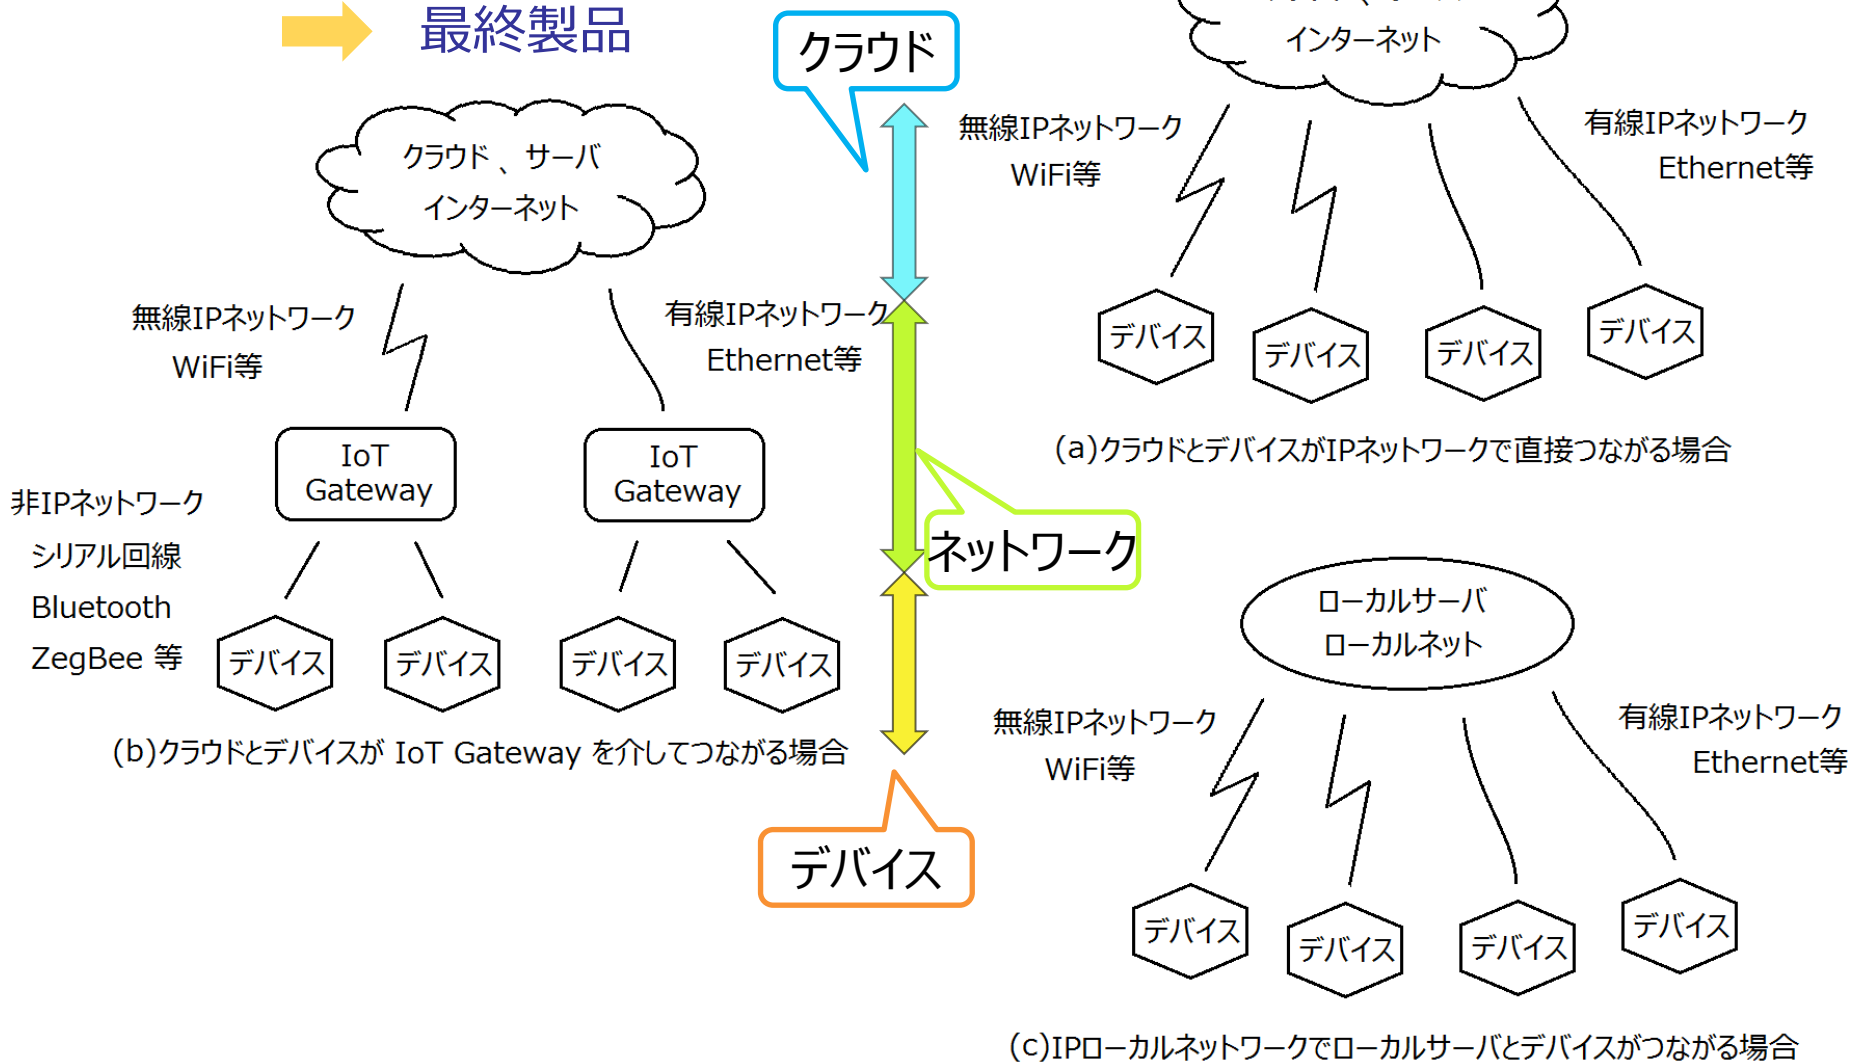 最終製品
クラウド
クラウド 、サーバ
インターネット
無線IPネットワーク
WiFi等
有線IPネットワーク
Ethernet等
IoT
Gateway
IoT
Gateway
非IPネットワーク
シリアル回線
Bluetooth
ZegBee 等
デバイス
デバイス
デバイス
デバイス
(b)クラウドとデバイスが IoT Gateway を介してつながる場合
ネットワーク
デバイス
インターネット
無線IPネットワーク
WiFi等
有線IPネットワーク
Ethernet等
デバイス
デバイス
デバイス
デバイス
(a)クラウドとデバイスがIPネットワークで直接つながる場合
ローカルサーバ
ローカルネット
無線IPネットワーク
WiFi等
有線IPネットワーク
Ethernet等
デバイス
デバイス
デバイス
デバイス
(c)IPローカルネットワークでローカルサーバとデバイスがつながる場合